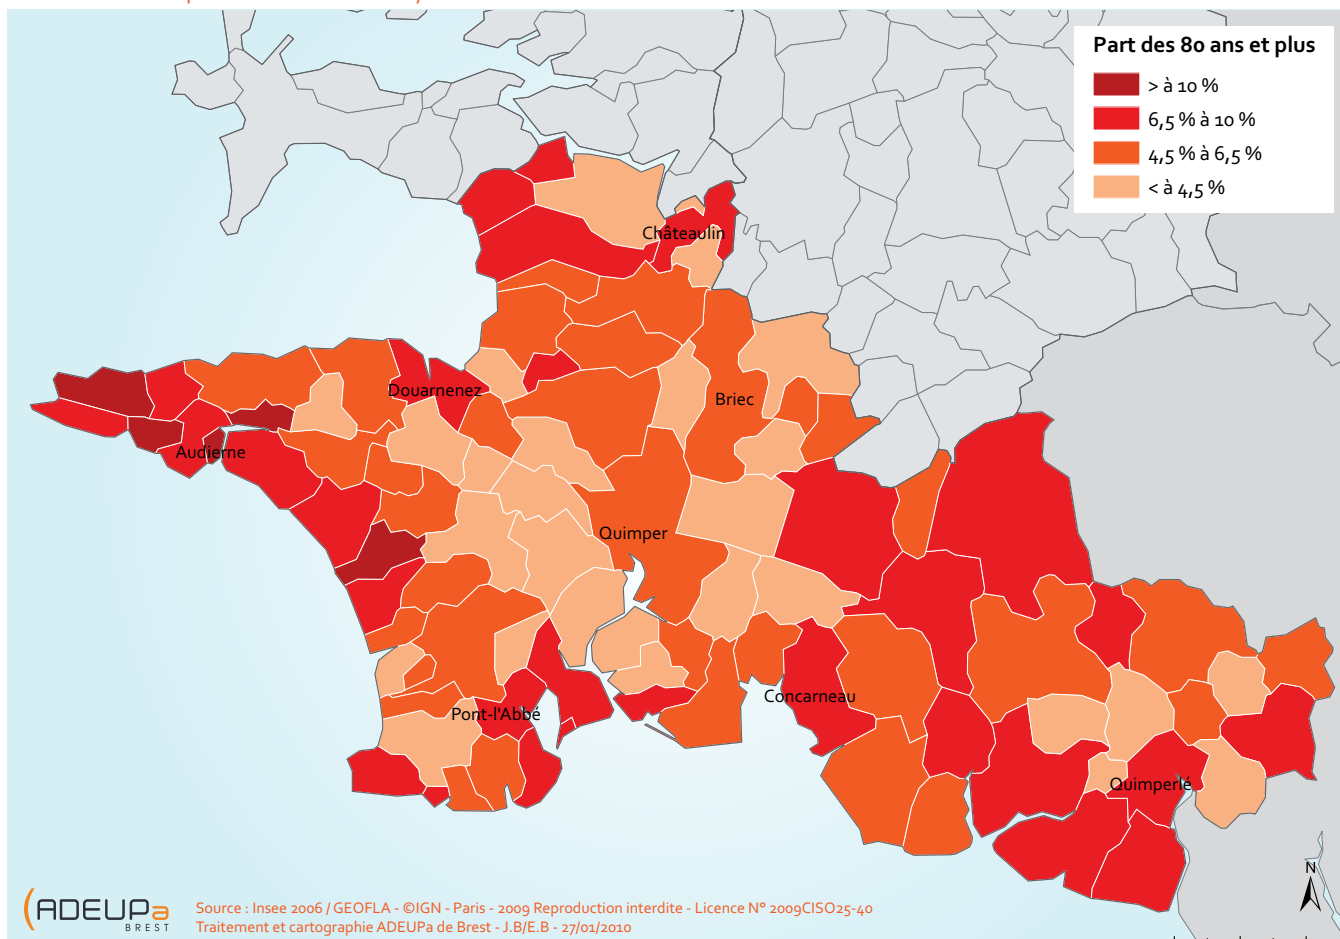 Part des 80 ans et plus
> à 10 %
6,5 % à 10 %
4,5 % à 6,5 %
< à 4,5 %
Châteaulin
Douarnenez
Briec
Audierne
Quimper
Concarneau
Pont-l'Abbé
Quimperlé
N
ADEUPa
BREST
Source : Insee 2006 / GEOFLA - ©IGN - Paris - 2009 Reproduction interdite - Licence N° 2009CISO25-40
Traitement et cartographie ADEUPa de Brest - J.B/E.B - 27/01/2010